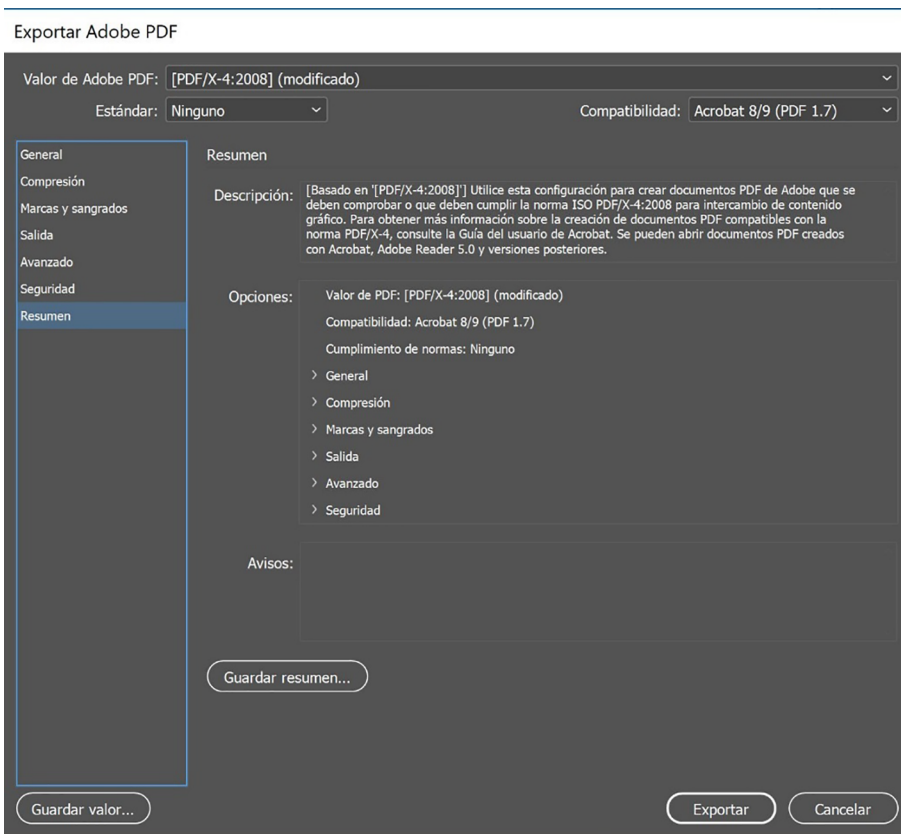 Exportar Adobe PDF
Valor de Adobe PDF: [PDF/X-4:2008] (modificado)
Estándar: Ninguno Compatibilidad: Acrobat 8/9 (PDF 1.7)
General
Compresión
Marcas y sangrados
Salida
Avanzado
Seguridad
Resumen
Resumen
Descripción: [Basado en '[PDF/X-4:2008]'] Utilice esta configuración para crear documentos PDF de Adobe que se
deben comprobar o que deben cumplir la norma ISO PDF/X-4:2008 para intercambio de contenido
gráfico. Para obtener más información sobre la creación de documentos PDF compatibles con la
norma PDF/X-4, consulte la Guía del usuario de Acrobat. Se pueden abrir documentos PDF creados
con Acrobat, Adobe Reader 5.0 y versiones posteriores.
Opciones: Valor de PDF: [PDF/X-4:2008] (modificado)
Compatibilidad: Acrobat 8/9 (PDF 1.7)
Cumplimiento de normas: Ninguno
> General
> Compresión
> Marcas y sangrados
> Salida
> Avanzado
> Seguridad
Avisos:
Guardar resumen...
Guardar valor... Exportar Cancelar